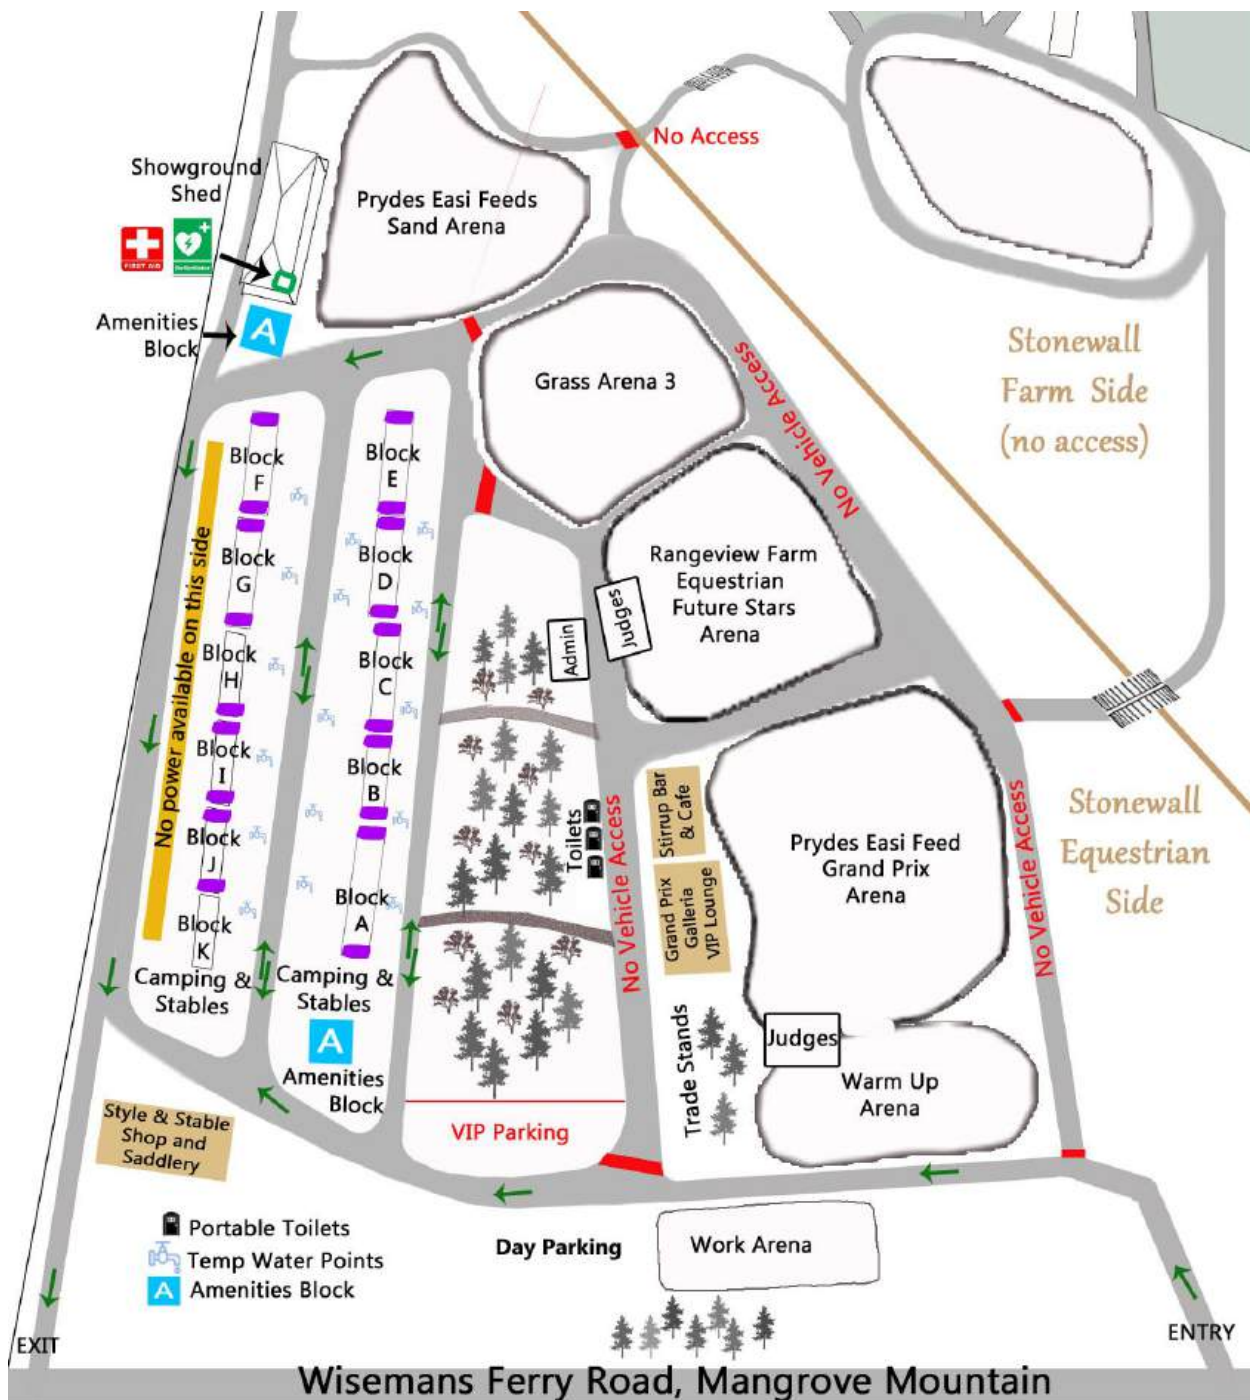 No Access
Showground
Shed
FIRST AID
Prydes Easi Feeds
Sand Arena
Amenities
Block
A
Grass Arena 3
No Vehicle Access
Stonewall
Farm Side
(no access)
Block
F
Block
E
Block
G
Block
D
No power available on this side
Rangeview Farm
Equestrian
Future Stars
Arena
Judges
Admin
Block
H
Block
C
Block
I
Block
B
Block
J
Block
A
Block
K
Toilets
No Vehicle Access
Stirrup Bar
& Cafe
Grand Prix
Galleria
VIP Lounge
Prydes Easi Feed
Grand Prix
Arena
No Vehicle Access
Stonewall
Equestrian
Side
Camping &
Stables
Camping &
Stables
A
Amenities
Block
Trade Stands
Judges
Warm Up
Arena
Style & Stable
Shop and
Saddlery
VIP Parking
Portable Toilets
Temp Water Points
A Amenities Block
Day Parking
Work Arena
EXIT
ENTRY
Wisemans Ferry Road, Mangrove Mountain